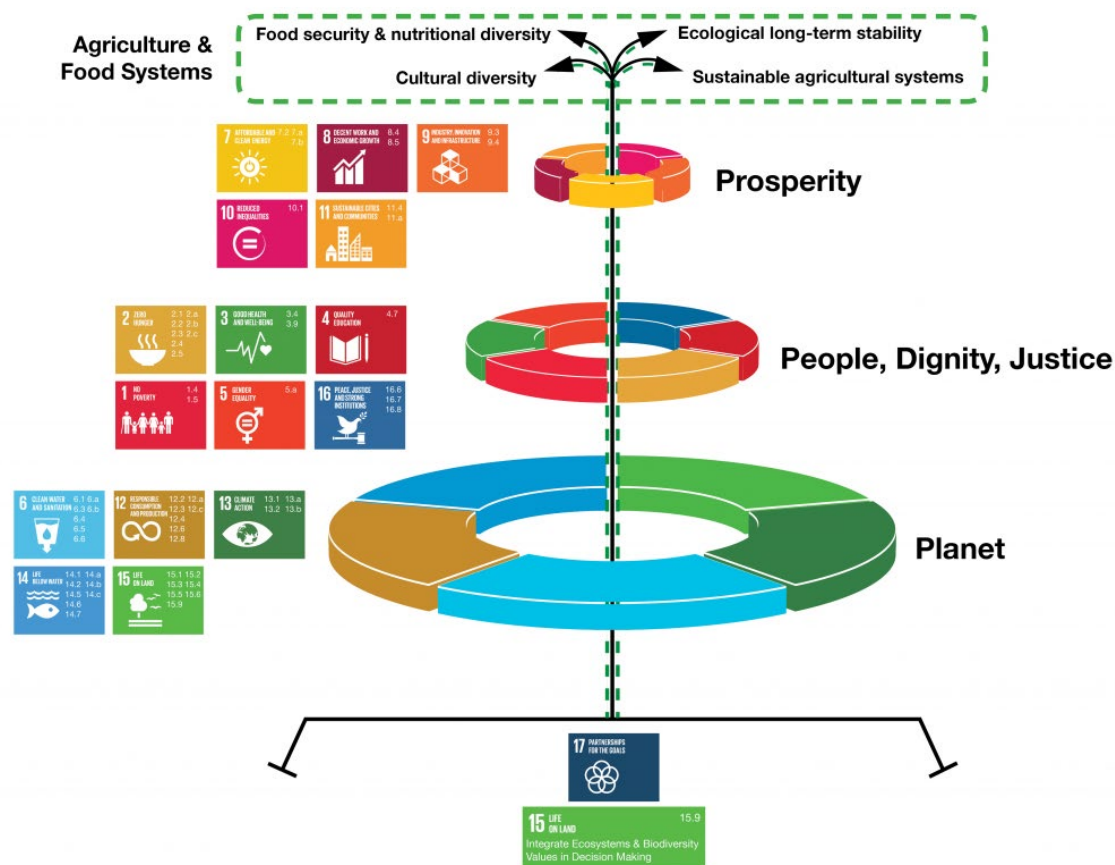 Agriculture &
Food Systems
Food security & nutritional diversity
Ecological long-term stability
Cultural diversity
Sustainable agricultural systems
7 AFFORDABLE AND
CLEAN ENERGY
7.2 7.a
7.b
8 DECENT WORK AND
ECONOMIC GROWTH
8.4
8.5
9 INDUSTRY, INNOVATION
AND INFRASTRUCTURE
9.3
9.4
Prosperity
10 REDUCED
INEQUALITIES
10.1
11 SUSTAINABLE CITIES
AND COMMUNITIES
11.4
11.a
2 ZERO
HUNGER
2.1 2.a
2.2 2.b
2.3 2.c
2.4
2.5
3 GOOD HEALTH
AND WELL-BEING
3.4
3.9
4 QUALITY
EDUCATION
4.7
People, Dignity, Justice
1 NO
POVERTY
1.4
1.5
5 GENDER
EQUALITY
5.a
16 PEACE, JUSTICE
AND STRONG
INSTITUTIONS
16.6
16.7
16.8
6 CLEAN WATER
AND SANITATION
6.1 6.a
6.3 6.b
6.4
6.5
6.6
12 RESPONSIBLE
CONSUMPTION
AND PRODUCTION
12.2 12.a
12.3 12.c
12.4
12.6
12.8
13 CLIMATE
ACTION
13.1 13.a
13.2 13.b
Planet
14 LIFE
BELOW WATER
14.1 14.a
14.2 14.b
14.5 14.c
14.6
14.7
15 LIFE
ON LAND
15.1 15.2
15.3 15.4
15.5 15.6
15.9
17 PARTNERSHIPS
FOR THE GOALS
15 LIFE
ON LAND
15.9
Integrate Ecosystems & Biodiversity
Values in Decision Making